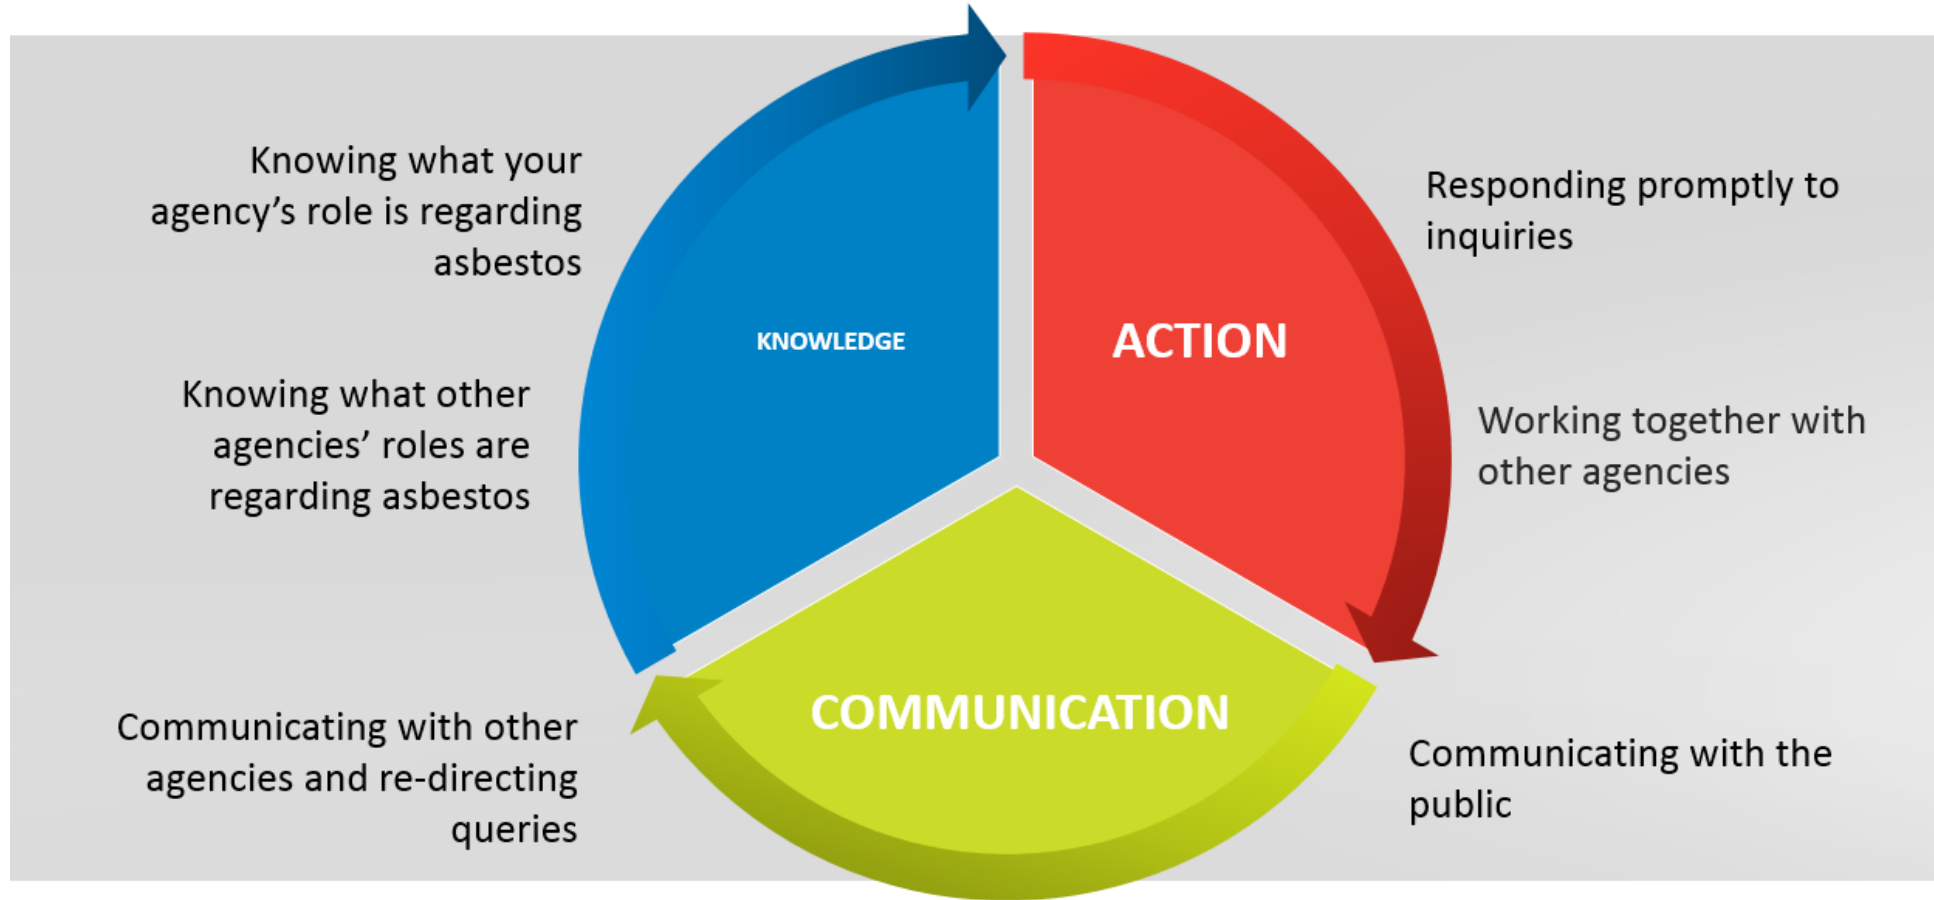 Knowing what your
agency’s role is regarding
asbestos
Knowing what other
agencies’ roles are
regarding asbestos
Communicating with other
agencies and re-directing
queries
KNOWLEDGE
ACTION
COMMUNICATION
Responding promptly to
inquiries
Working together with
other agencies
Communicating with the
public